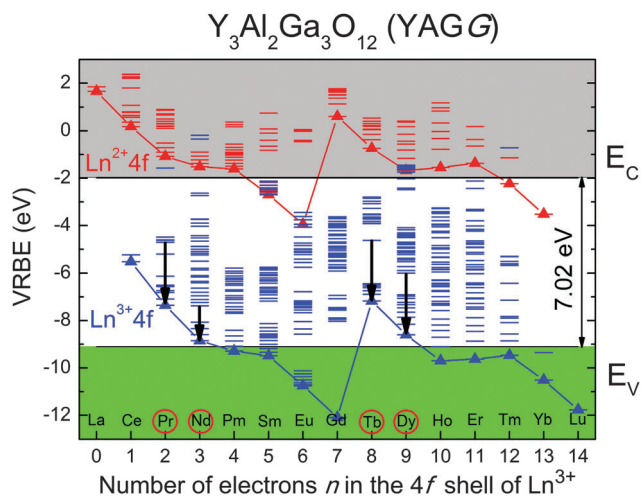 Y3Al2Ga3O12 (YAGG)
VRBE (eV)
2
0
-2
-4
-6
-8
-10
-12
Ln2+4f
Ln3+4f
EC
7.02 eV
EV
La Ce Pr Nd Pm Sm Eu Gd Tb Dy Ho Er Tm Yb Lu
0 1 2 3 4 5 6 7 8 9 10 11 12 13 14
Number of electrons n in the 4f shell of Ln3+